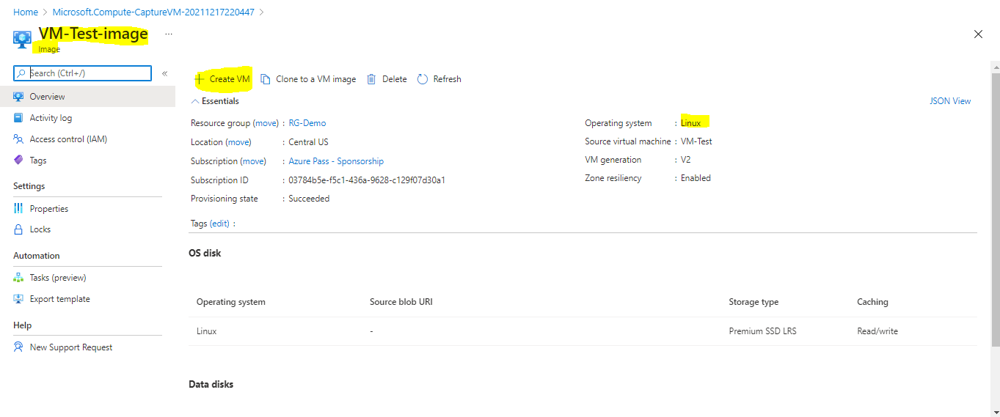 Home > Microsoft.Compute-CaptureVM-20211217220447 >
VM-Test-image ...
Image
Search (Ctrl+/) «
Overview
Activity log
Access control (IAM)
Tags
Settings
Properties
Locks
Automation
Tasks (preview)
Export template
Help
New Support Request
+ Create VM Clone to a VM image Delete Refresh
Essentials JSON View
Resource group (move) : RG-Demo
Location (move) : Central US
Subscription (move) : Azure Pass - Sponsorship
Subscription ID : 03784b5e-f5c1-436a-9628-c129f07d30a1
Provisioning state : Succeeded
Operating system : Linux
Source virtual machine : VM-Test
VM generation : V2
Zone resiliency : Enabled
Tags (edit) :
OS disk
Operating system Source blob URI Storage type Caching
Linux - Premium SSD LRS Read/write
Data disks